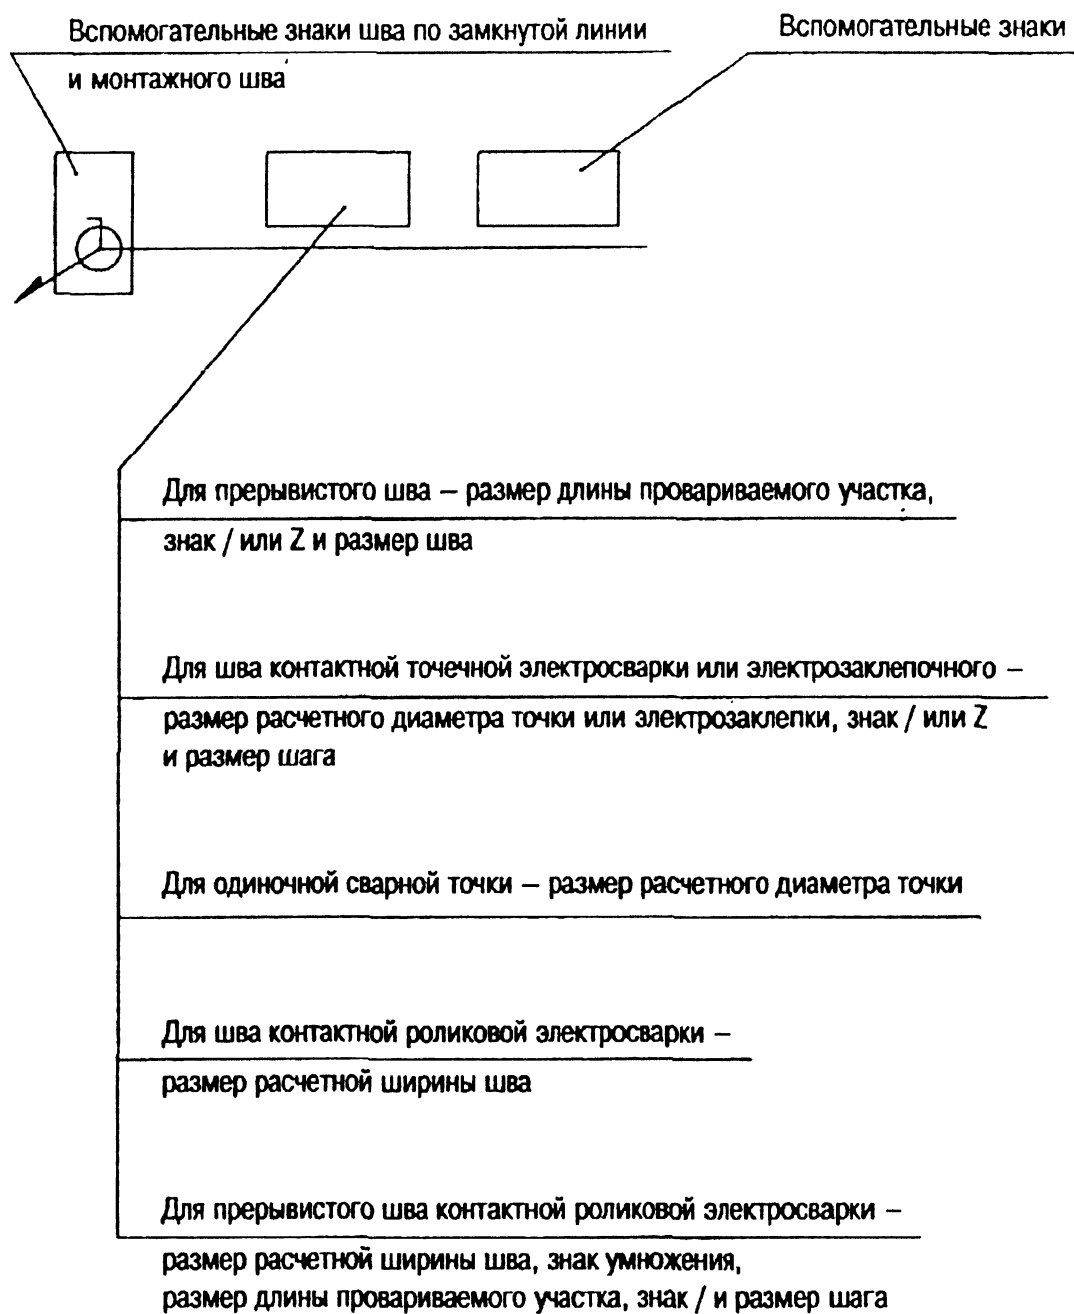 Вспомогательные знаки шва по замкнутой линии
и монтажного шва
Вспомогательные знаки
Для прерывистого шва – размер длины провариваемого участка,
знак / или Z и размер шва
Для шва контактной точечной электросварки или электрозаклепочного –
размер расчетного диаметра точки или электрозаклепки, знак / или Z
и размер шага
Для одиночной сварной точки – размер расчетного диаметра точки
Для шва контактной роликовой электросварки –
размер расчетной ширины шва
Для прерывистого шва контактной роликовой электросварки –
размер расчетной ширины шва, знак умножения,
размер длины провариваемого участка, знак / и размер шага